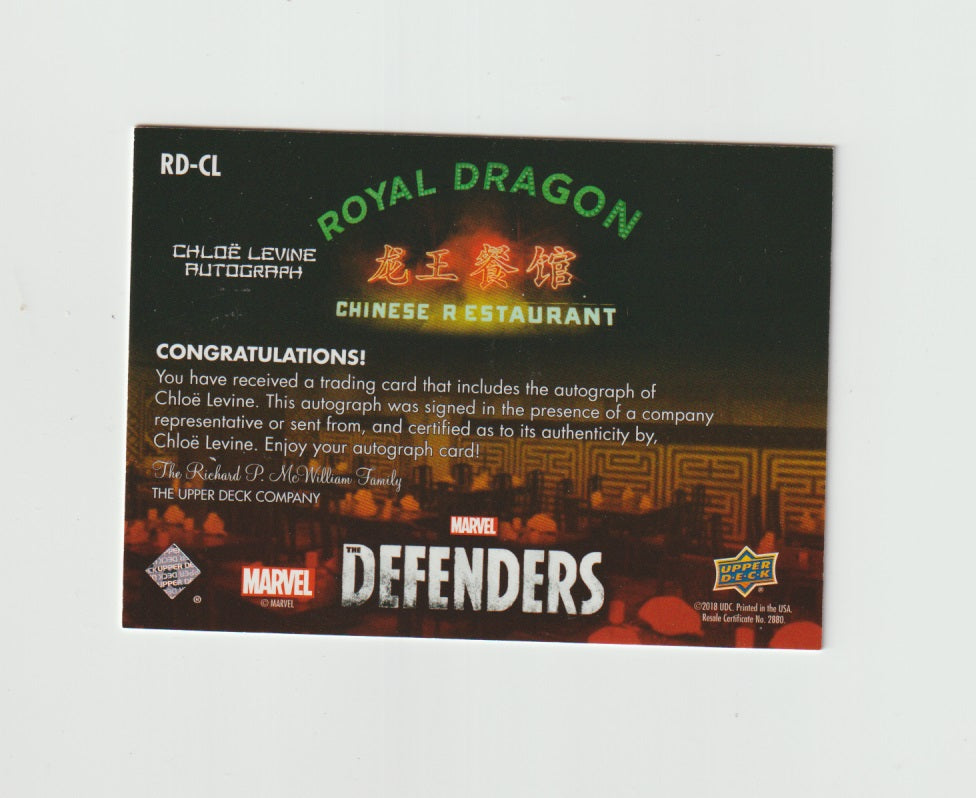 RD-CL
ROYAL DRAGON
龙王餐馆
CHINESE RESTAURANT
CHLOË LEVINE
AUTOGRAPH
CONGRATULATIONS!
You have received a trading card that includes the autograph of
Chloë Levine. This autograph was signed in the presence of a company
representative or sent from, and certified as to its authenticity by,
Chloë Levine. Enjoy your autograph card!
The Richard P. McWilliam Family
THE UPPER DECK COMPANY
MARVEL
THE DEFENDERS
UPPER DE
®
MARVEL
© MARVEL
UPPER
D·E·C·K
®
©2018 UDC. Printed in the USA.
Resale Certificate No. 2880.